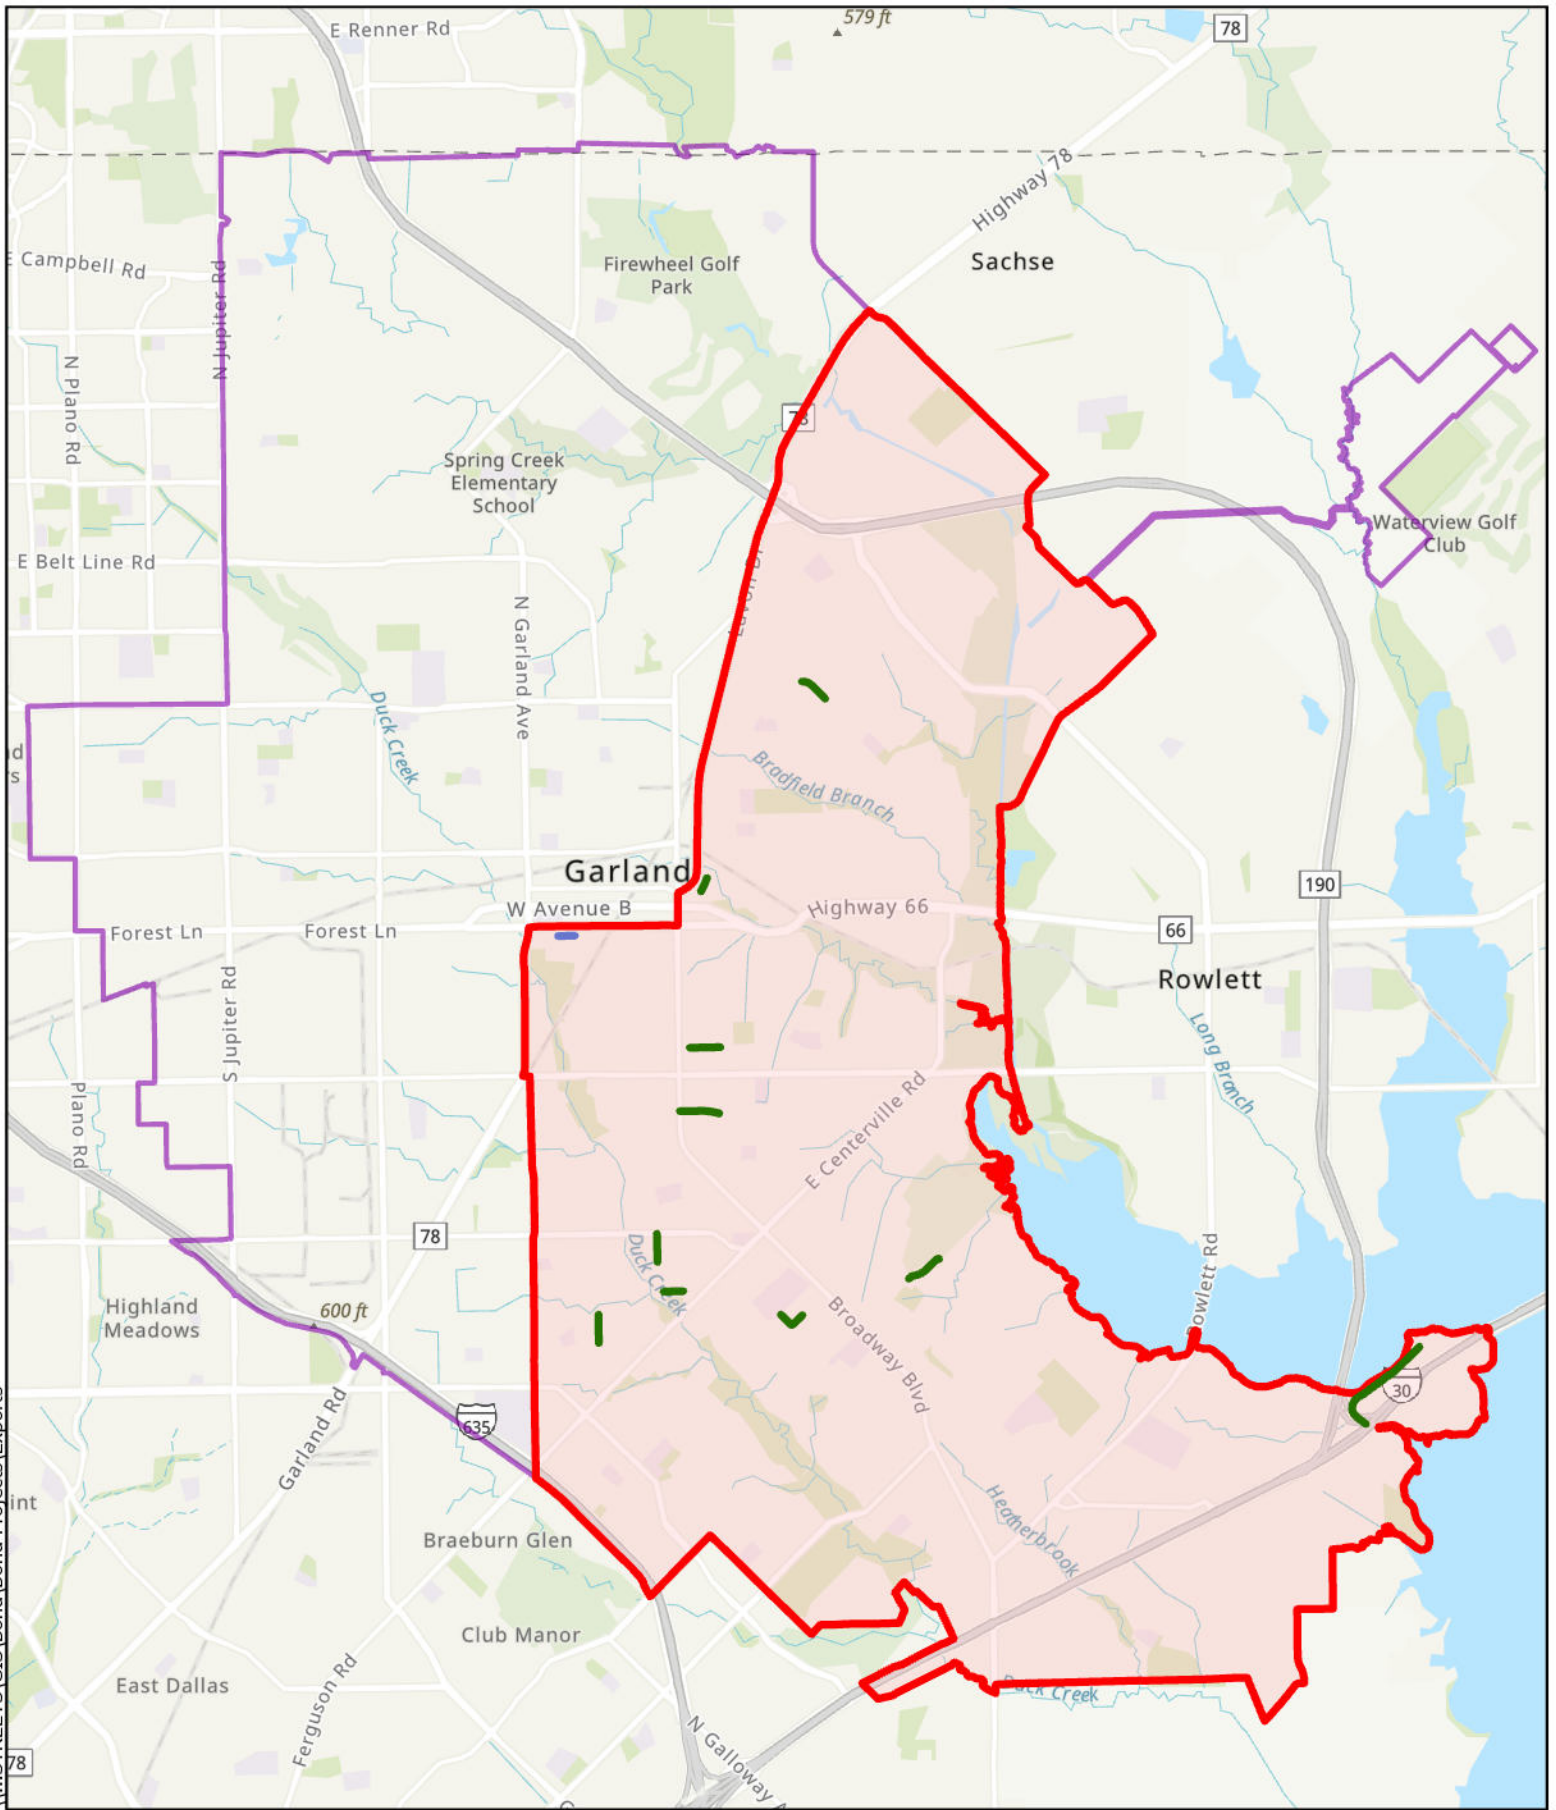 E Renner Rd
579 ft
78
Highway 78
Sachse
E Campbell Rd
Firewheel Golf
Park
N Jupiter Rd
N Plano Rd
78
Spring Creek
Elementary
School
Waterview Golf
Club
E Belt Line Rd
N Garland Ave
Duck Creek
Bradfield Branch
Garland
W Avenue B
Highway 66
190
Forest Ln
Forest Ln
66
Rowlett
S Jupiter Rd
Long Branch
Plano Rd
E Centerville Rd
78
Duck Creek
Rowlett Rd
Highland
Meadows
600 ft
Broadway Blvd
30
Garland Rd
635
Heatherbrook
Braeburn Glen
Club Manor
East Dallas
Ferguson Rd
Duck Creek
N Galloway A
78